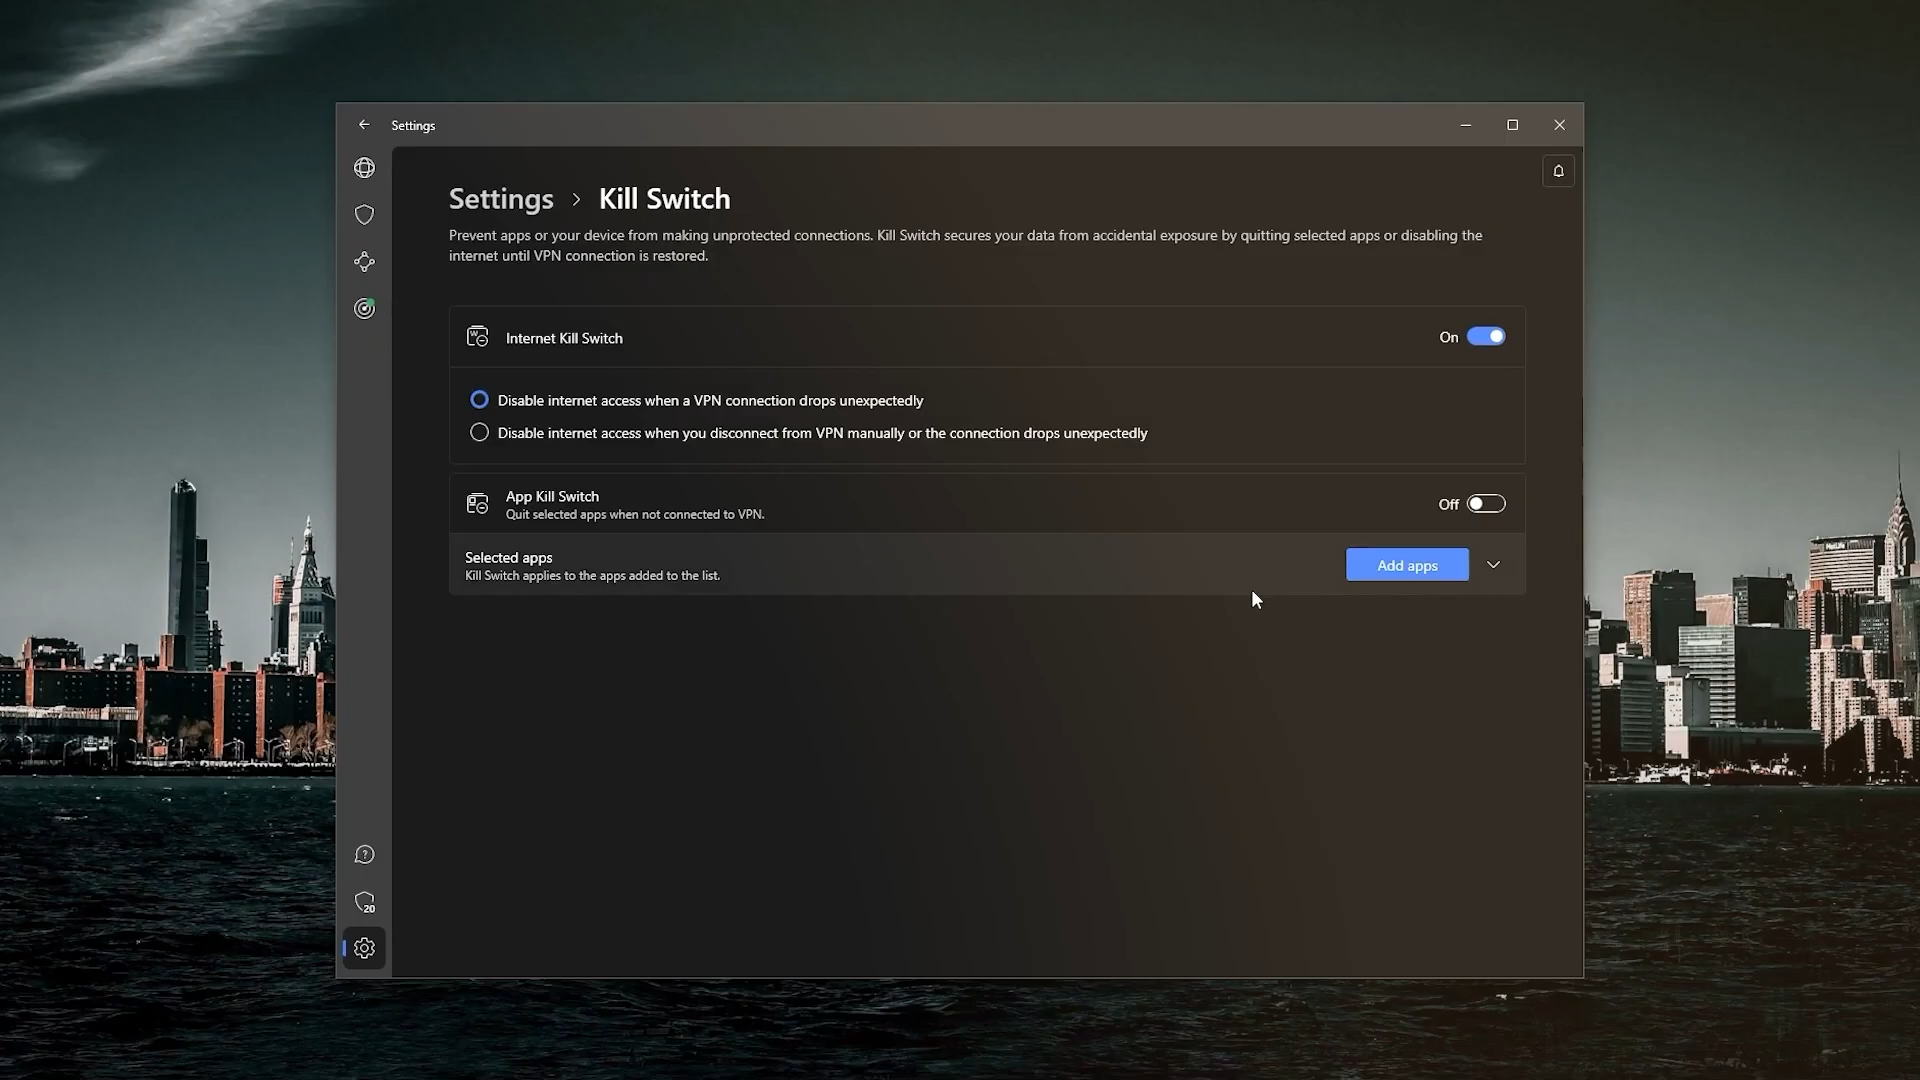 Settings
Settings > Kill Switch
Prevent apps or your device from making unprotected connections. Kill Switch secures your data from accidental exposure by quitting selected apps or disabling the
internet until VPN connection is restored.
Internet Kill Switch
On
Disable internet access when a VPN connection drops unexpectedly
Disable internet access when you disconnect from VPN manually or the connection drops unexpectedly
App Kill Switch
Quit selected apps when not connected to VPN.
Off
Selected apps
Kill Switch applies to the apps added to the list.
Add apps
20
MetLife